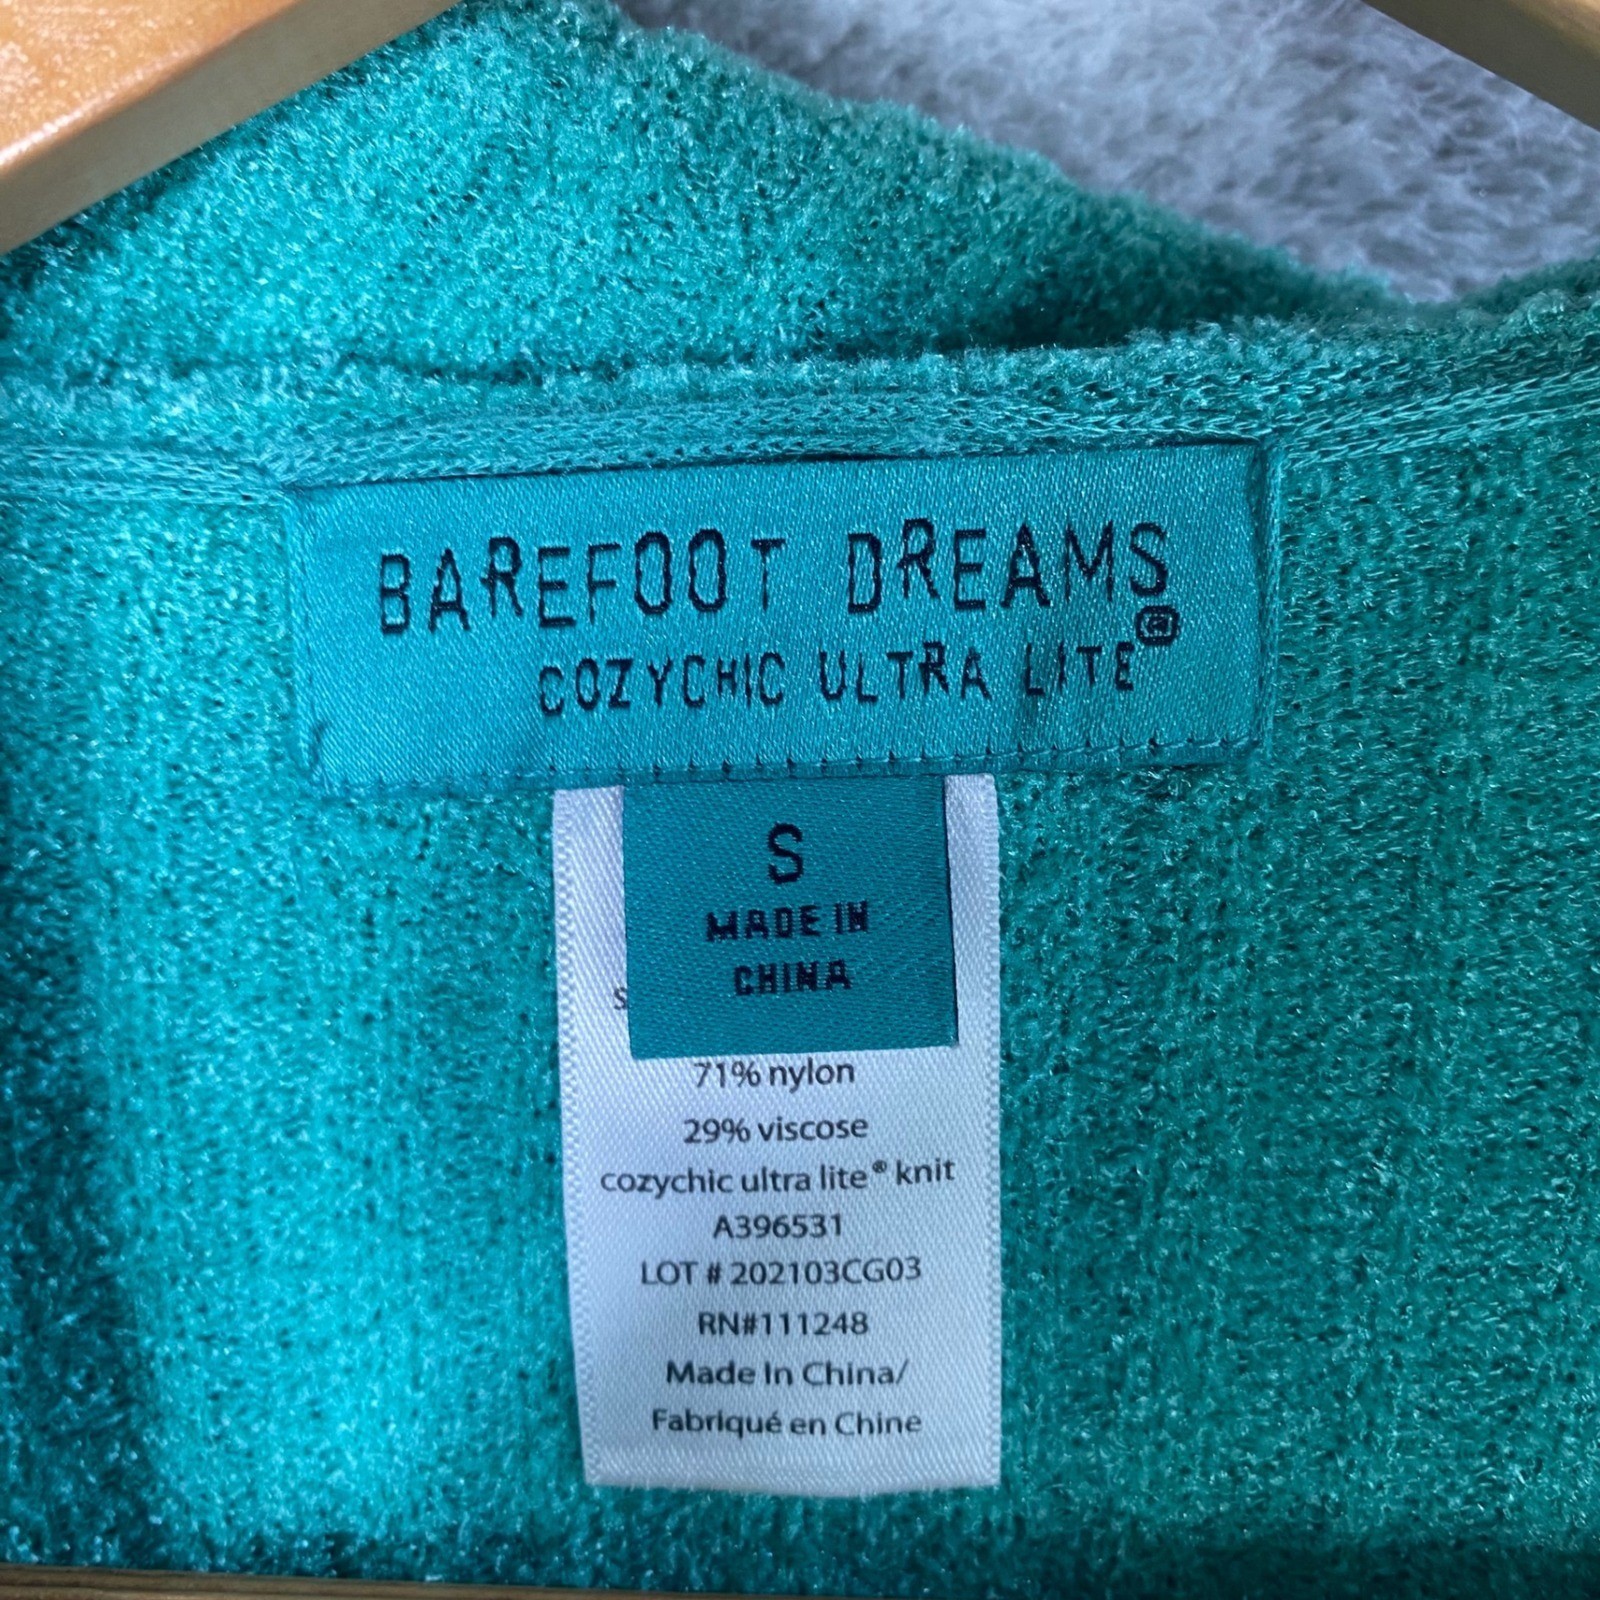 BAREFOOT DREAMS
COZYCHIC ULTRA LITE®
S
MADE IN
CHINA
71% nylon
29% viscose
cozychic ultra lite® knit
A396531
LOT # 202103CG03
RN#111248
Made In China/
Fabriqué en Chine